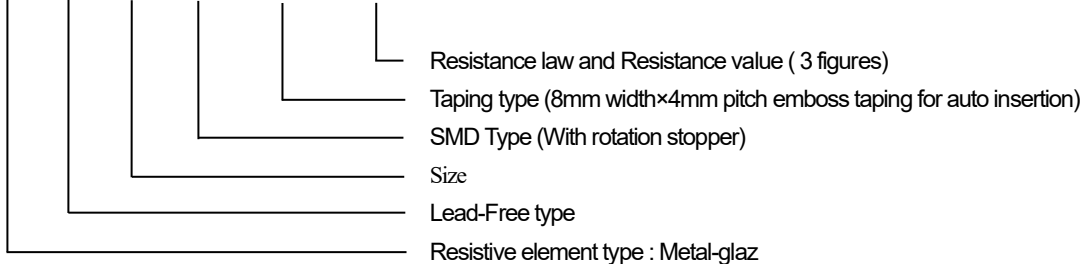 Resistance law and Resistance value ( 3 figures)
Taping type (8mm width×4mm pitch emboss taping for auto insertion)
SMD Type (With rotation stopper)
Size
Lead-Free type
Resistive element type : Metal-glaz